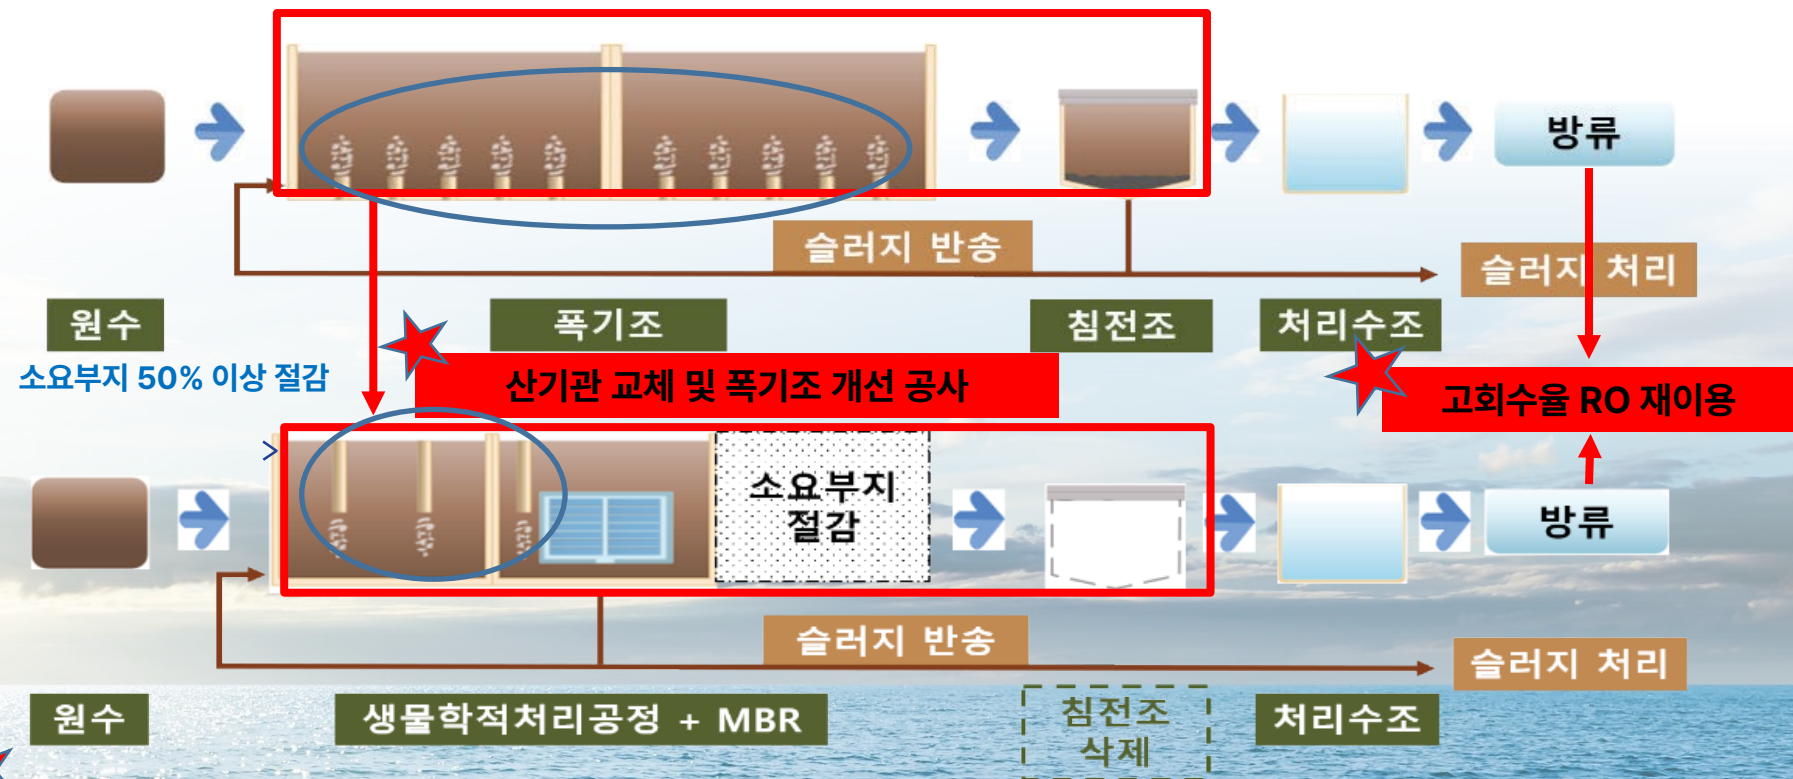 방류
슬러지 반송
슬러지 처리
원수
폭기조
침전조
처리수조
소요부지 50% 이상 절감
산기관 교체 및 폭기조 개선 공사
고회수율 RO 재이용
>
소요부지
절감
방류
슬러지 반송
슬러지 처리
원수
생물학적처리공정 + MBR
침전조
삭제
처리수조